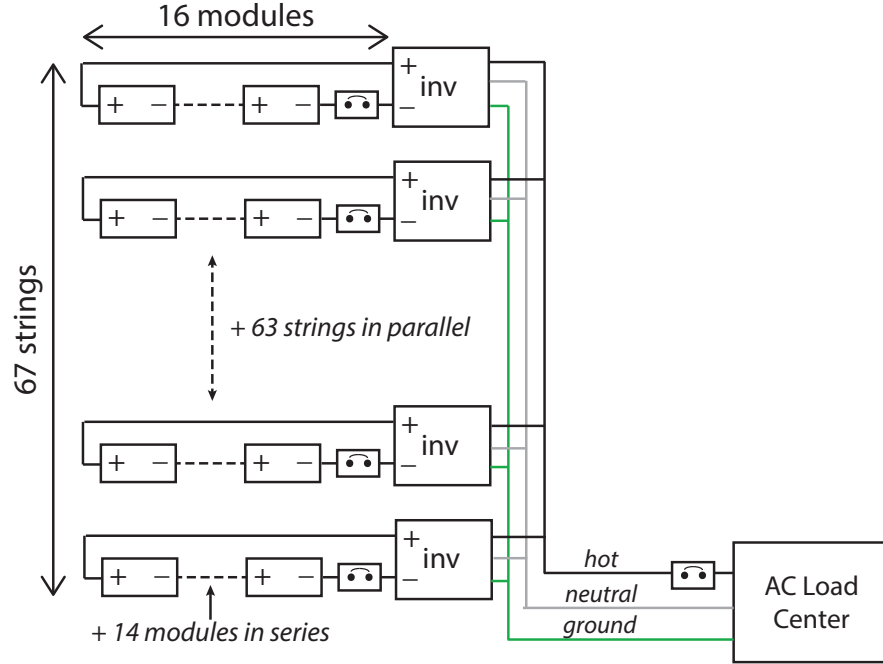 16 modules
67 strings
+
inv
+ − + − −
+
inv
+ − + − −
+ 63 strings in parallel
+
inv
+ − + − −
+
inv
+ − + − −
+ 14 modules in series
hot
neutral
ground
AC Load
Center